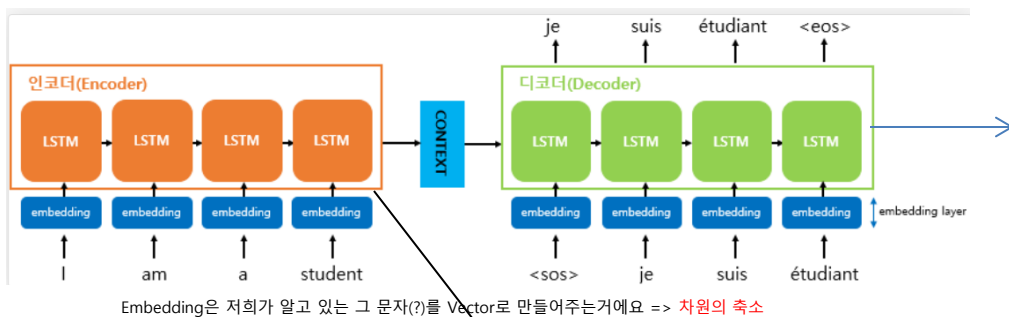 je suis étudiant <eos>
인코더(Encoder)
디코더(Decoder)
LSTM LSTM LSTM LSTM
CONTEXT
LSTM LSTM LSTM LSTM
embedding embedding embedding embedding
embedding embedding embedding embedding
embedding layer
I am a student
<sos> je suis étudiant
Embedding은 저희가 알고 있는 그 문자(?)를 Vector로 만들어주는거에요 => 차원의 축소